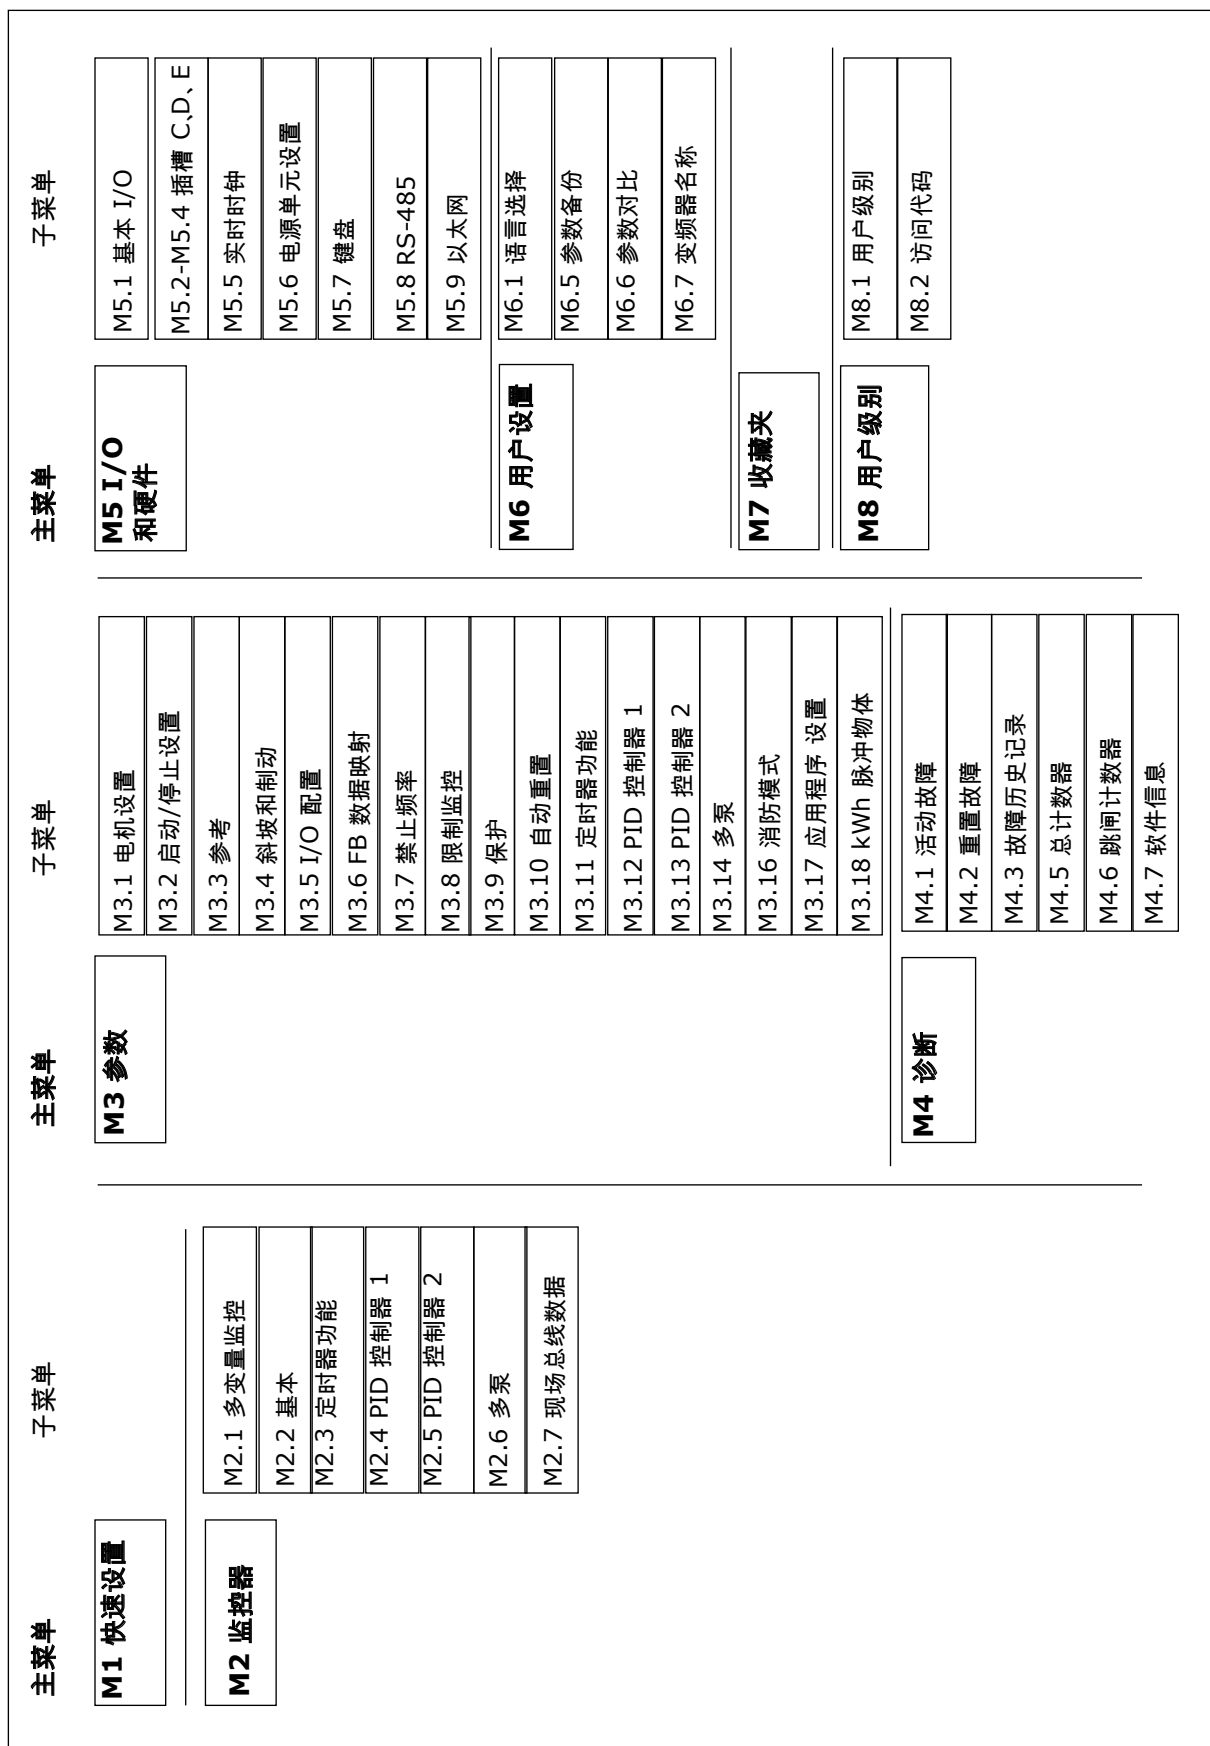 主菜单
子菜单
M1 快速设置
M2 监控器
M2.1 多变量监控
M2.2 基本
M2.3 定时器功能
M2.4 PID 控制器 1
M2.5 PID 控制器 2
M2.6 多泵
M2.7 现场总线数据
主菜单
子菜单
M3 参数
M3.1 电机设置
M3.2 启动/停止设置
M3.3 参考
M3.4 斜坡和制动
M3.5 I/O 配置
M3.6 FB 数据映射
M3.7 禁止频率
M3.8 限制监控
M3.9 保护
M3.10 自动重置
M3.11 定时器功能
M3.12 PID 控制器 1
M3.13 PID 控制器 2
M3.14 多泵
M3.16 消防模式
M3.17 应用程序 设置
M3.18 kWh 脉冲物体
M4 诊断
M4.1 活动故障
M4.2 重置故障
M4.3 故障历史记录
M4.5 总计数器
M4.6 跳闸计数器
M4.7 软件信息
主菜单
子菜单
M5 I/O
和硬件
M5.1 基本 I/O
M5.2-M5.4 插槽 C,D、E
M5.5 实时时钟
M5.6 电源单元设置
M5.7 键盘
M5.8 RS-485
M5.9 以太网
M6 用户设置
M6.1 语言选择
M6.5 参数备份
M6.6 参数对比
M6.7 变频器名称
M7 收藏夹
M8 用户级别
M8.1 用户级别
M8.2 访问代码